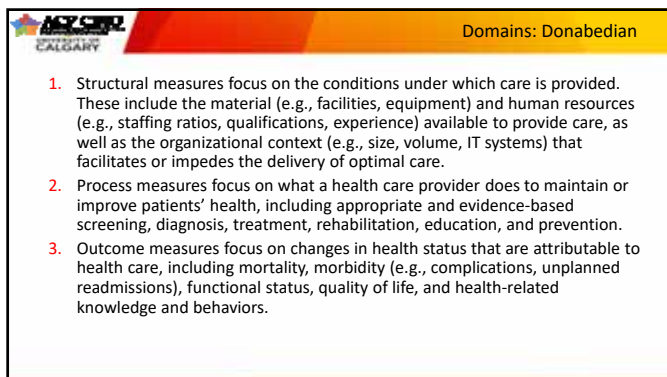 UNIVERSITY OF
CALGARY
Domains: Donabedian
1. Structural measures focus on the conditions under which care is provided.
These include the material (e.g., facilities, equipment) and human resources
(e.g., staffing ratios, qualifications, experience) available to provide care, as
well as the organizational context (e.g., size, volume, IT systems) that
facilitates or impedes the delivery of optimal care.
2. Process measures focus on what a health care provider does to maintain or
improve patients’ health, including appropriate and evidence-based
screening, diagnosis, treatment, rehabilitation, education, and prevention.
3. Outcome measures focus on changes in health status that are attributable to
health care, including mortality, morbidity (e.g., complications, unplanned
readmissions), functional status, quality of life, and health-related
knowledge and behaviors.